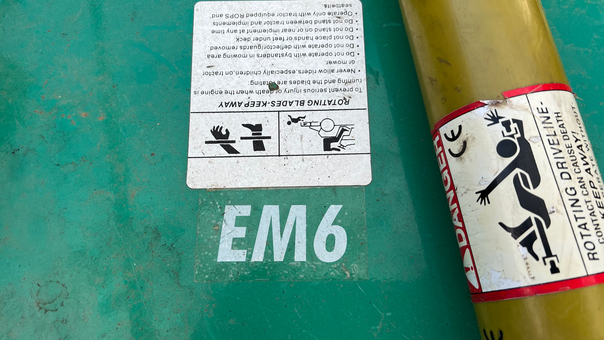 ROTATING BLADES-KEEP AWAY
To prevent serious injury or death when the engine is
running and the blades are rotating:
• Never allow riders, especially children, on tractor
or mower
• Do not operate with bystanders in mowing area
• Do not operate with deflector/guards removed
• Do not place hands or feet under deck
• Do not stand on or near implement at any time
• Do not stand between tractor and implement
• Operate only with tractor equipped ROPS and
seatbelts
EM6
DANGER
CE
ROTATING DRIVELINE-
CONTACT CAN CAUSE DEATH
KEEP AWAY!
CE